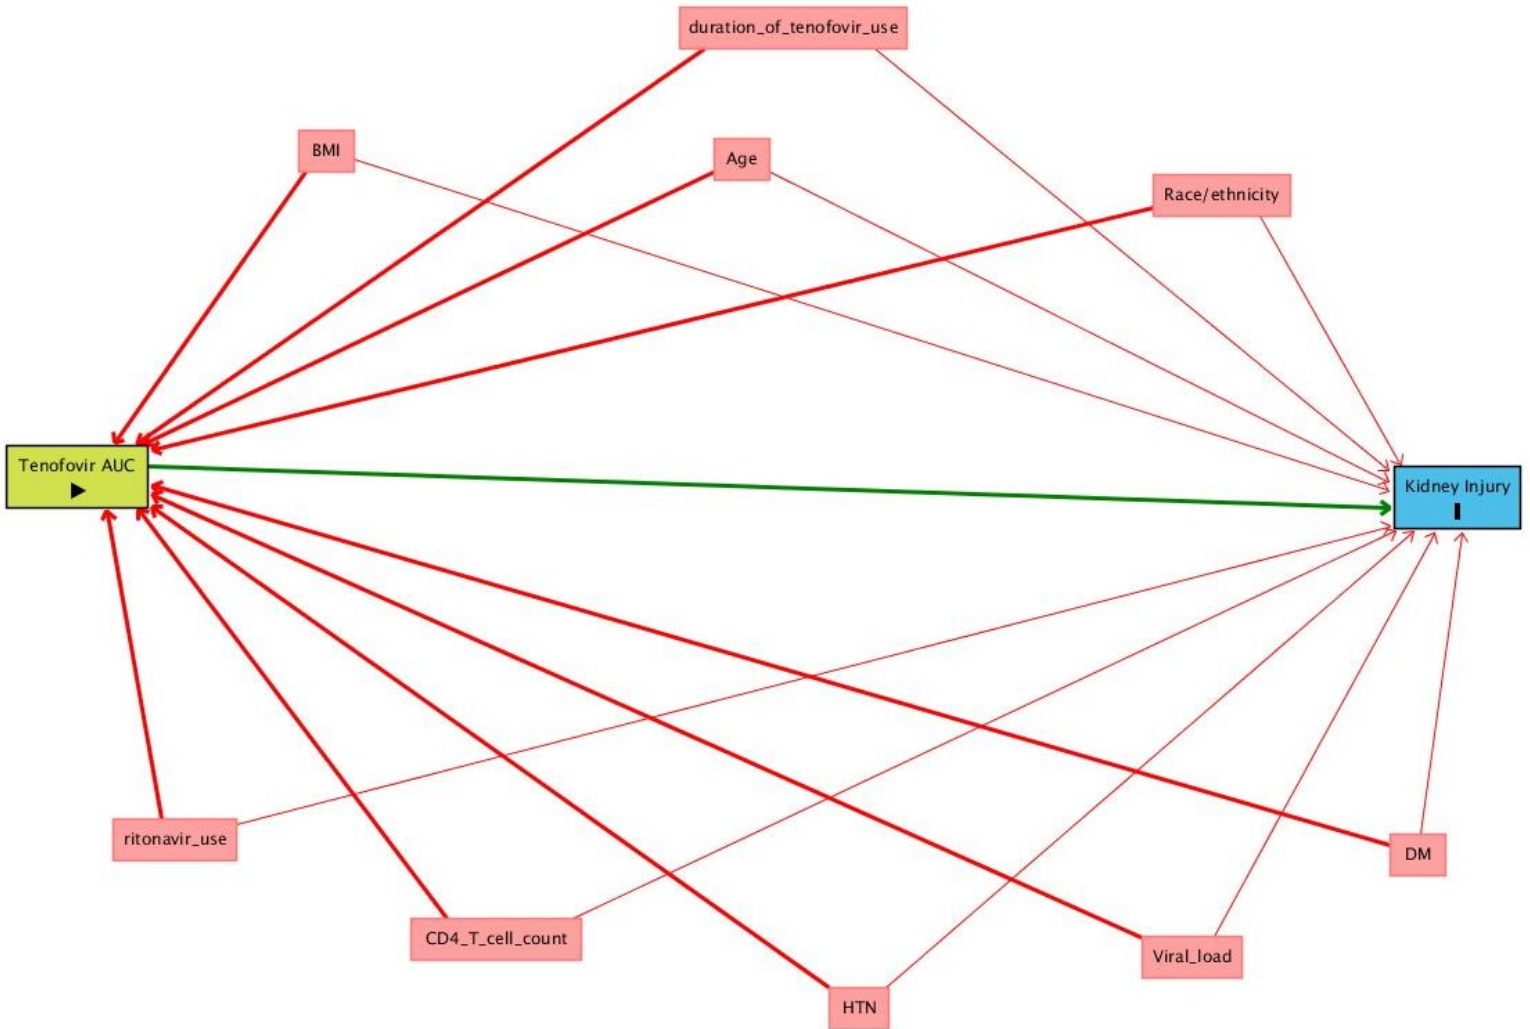 duration_of_tenofovir_use
BMI
Age
Race/ethnicity
Tenofovir AUC
Kidney Injury
ritonavir_use
DM
CD4_T_cell_count
Viral_load
HTN